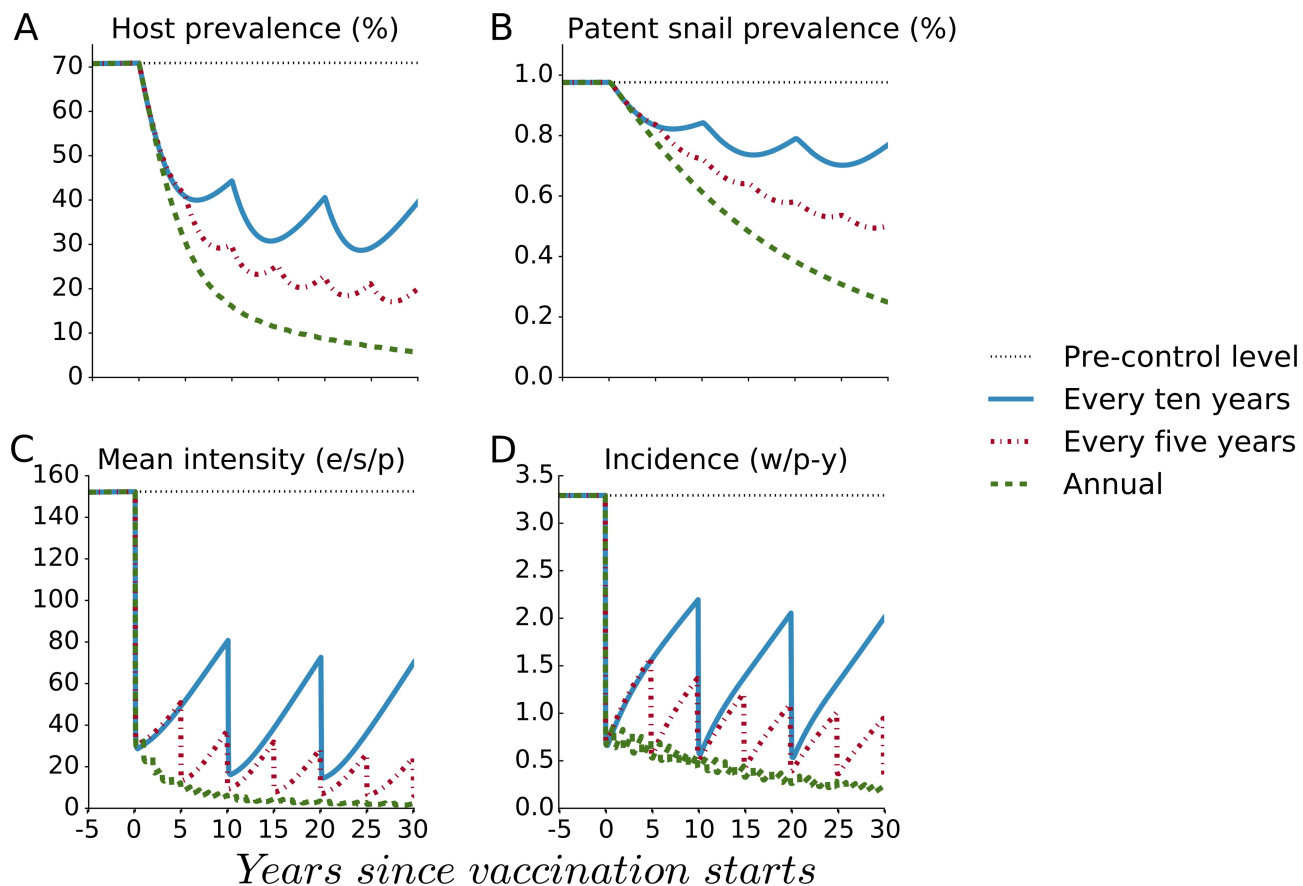 A Host prevalence (%)
70
60
50
40
30
20
10
0
B Patent snail prevalence (%)
1.0
0.8
0.6
0.4
0.2
0.0
Pre-control level
Every ten years
Every five years
Annual
C Mean intensity (e/s/p)
160
140
120
100
80
60
40
20
0
-5 0 5 10 15 20 25 30
D Incidence (w/p-y)
3.5
3.0
2.5
2.0
1.5
1.0
0.5
0.0
-5 0 5 10 15 20 25 30
Years since vaccination starts